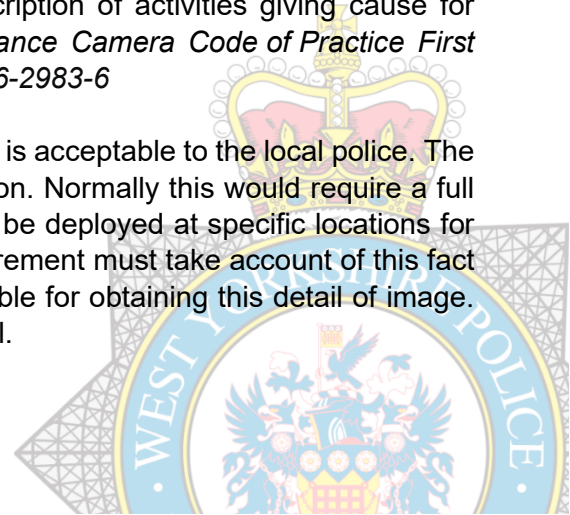 cription of activities giving cause for
ance Camera Code of Practice First
6-2983-6
is acceptable to the local police. The
on. Normally this would require a full
be deployed at specific locations for
rement must take account of this fact
ble for obtaining this detail of image.
l.
WEST YORKSHIRE POLICE